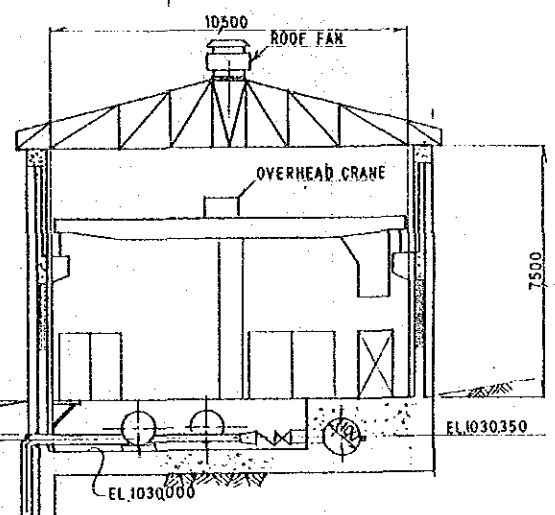 10500
ROOF FAN
OVERHEAD CRANE
7500
EL.1030,350
EL.1030,000